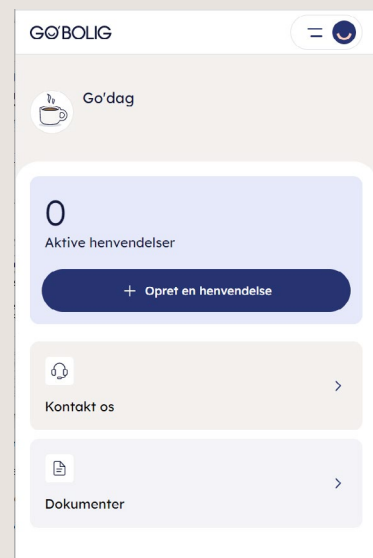 GO'BOLIG
Go'dag
0
Aktive henvendelser
+ Opret en henvendelse
Kontakt os
Dokumenter